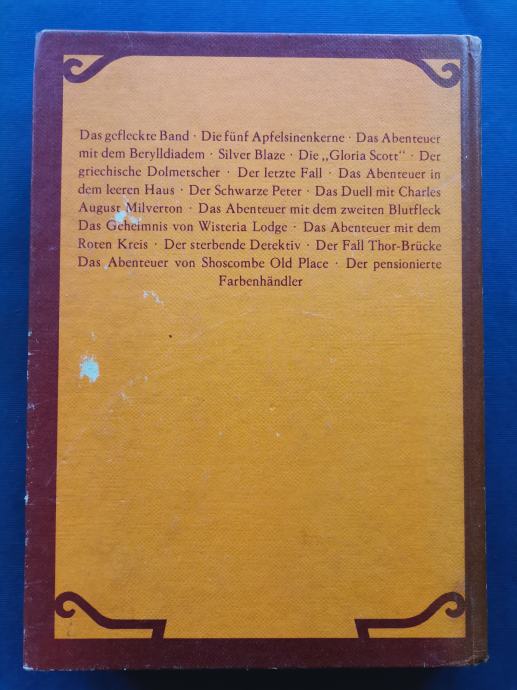 Das gefleckte Band · Die fünf Apfelsinenkerne · Das Abenteuer
mit dem Berylldiadem · Silver Blaze · Die „Gloria Scott“ · Der
griechische Dolmetscher · Der letzte Fall · Das Abenteuer in
dem leeren Haus · Der Schwarze Peter · Das Duell mit Charles
August Milverton · Das Abenteuer mit dem zweiten Blutfleck
Das Geheimnis von Wisteria Lodge · Das Abenteuer mit dem
Roten Kreis · Der sterbende Detektiv · Der Fall Thor-Brücke
Das Abenteuer von Shoscombe Old Place · Der pensionierte
Farbenhändler